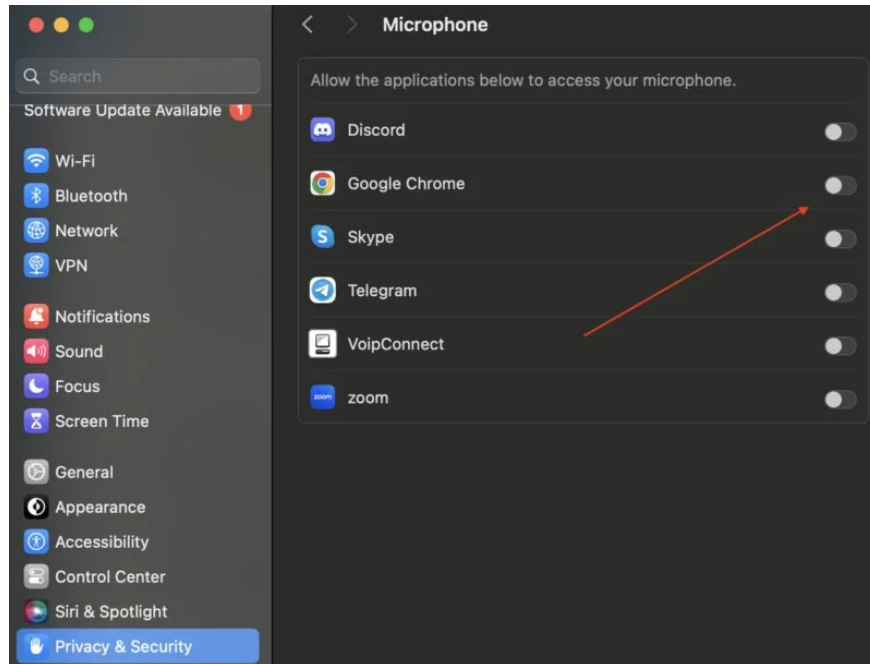 Microphone
Search
Software Update Available 1
Wi-Fi
Bluetooth
Network
VPN
Notifications
Sound
Focus
Screen Time
General
Appearance
Accessibility
Control Center
Siri & Spotlight
Privacy & Security
Allow the applications below to access your microphone.
Discord
Google Chrome
S Skype
Telegram
VoipConnect
zoom zoom